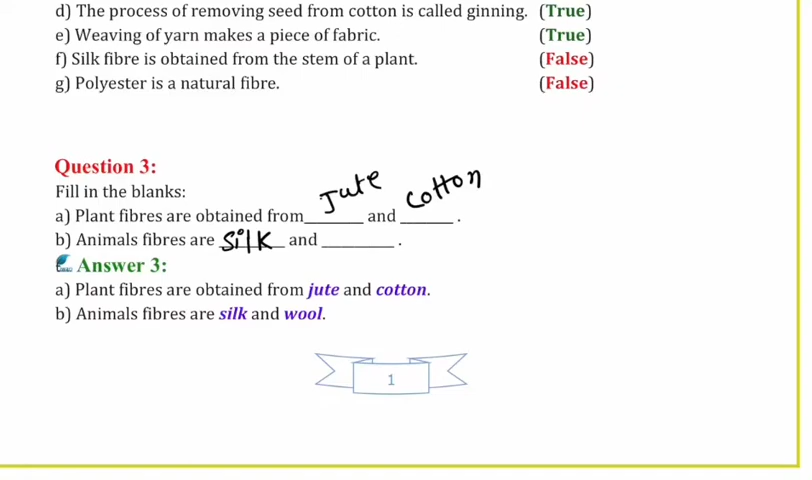 d) The process of removing seed from cotton is called ginning. (True)
e) Weaving of yarn makes a piece of fabric. (True)
f) Silk fibre is obtained from the stem of a plant. (False)
g) Polyester is a natural fibre. (False)
Question 3:
Fill in the blanks:
Jute cotton
a) Plant fibres are obtained from_______ and _______ .
b) Animals fibres are silk and __________ .
Answer 3:
a) Plant fibres are obtained from jute and cotton.
b) Animals fibres are silk and wool.
1